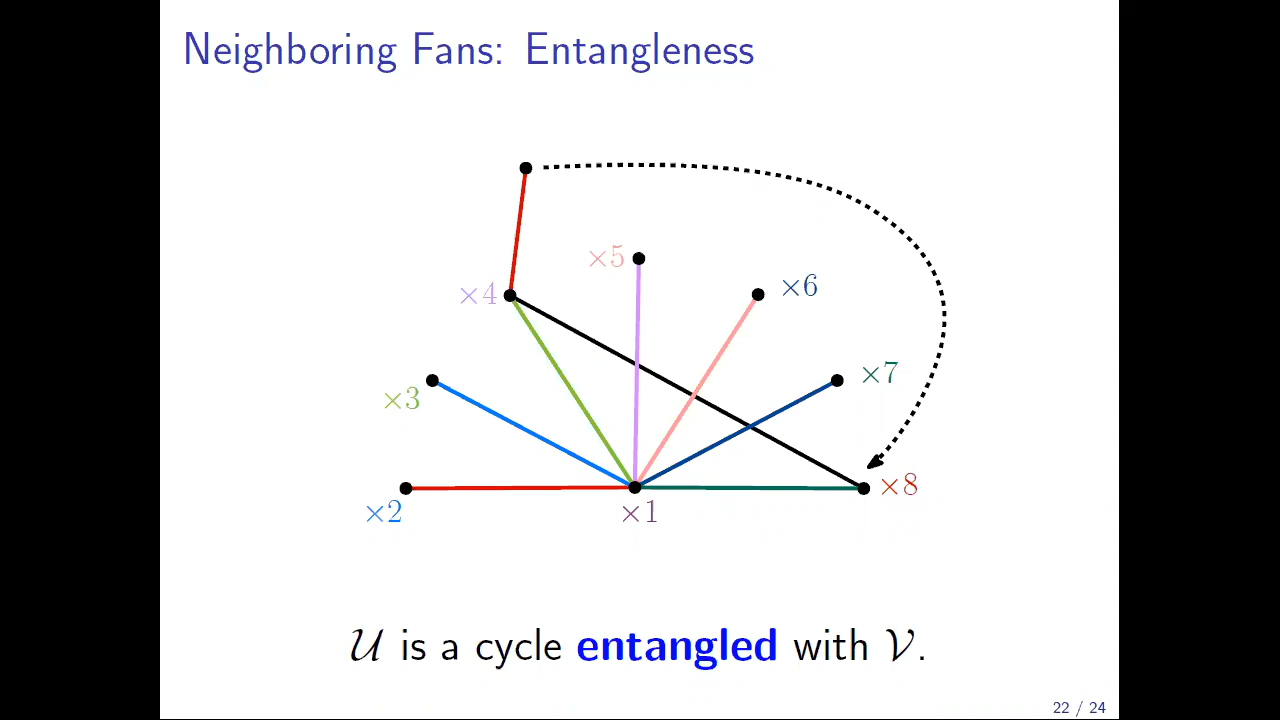 Neighboring Fans: Entangleness
×5
×6
×4
×7
×3
×8
×2
×1
𝒰 is a cycle entangled with 𝒱.
22 / 24